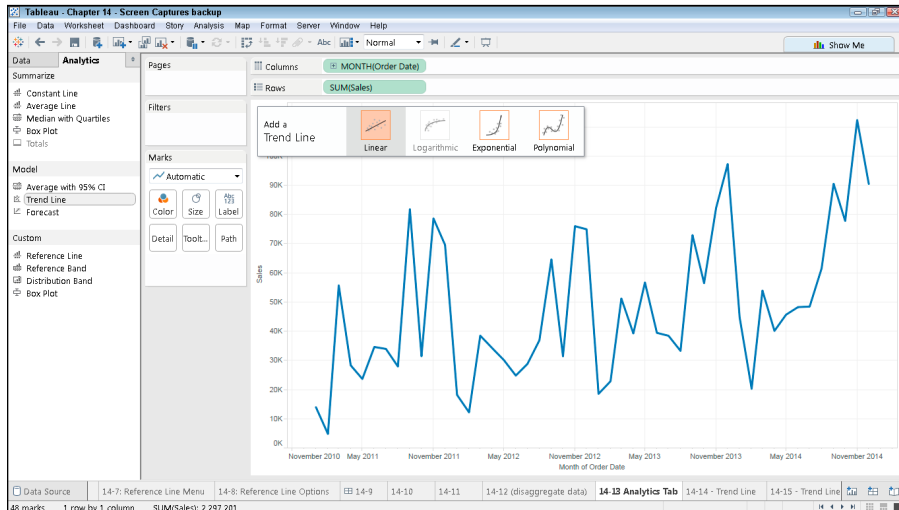 Tableau - Chapter 14 - Screen Captures backup
File Data Worksheet Dashboard Story Analysis Map Format Server Window Help
Abc Normal Show Me
Data Analytics
Summarize
Constant Line
Average Line
Median with Quartiles
Box Plot
Totals
Model
Average with 95% CI
Trend Line
Forecast
Custom
Reference Line
Reference Band
Distribution Band
Box Plot
Pages
Filters
Marks
Automatic
Color Size Abc 123 Label
Detail Toolt... Path
Columns MONTH(Order Date)
Rows SUM(Sales)
Add a
Trend Line
Linear Logarithmic Exponential Polynomial
90K
80K
70K
60K
50K
40K
30K
20K
10K
0K
Sales
November 2010 May 2011 November 2011 May 2012 November 2012 May 2013 November 2013 May 2014 November 2014
Month of Order Date
Data Source 14-7: Reference Line Menu 14-8: Reference Line Options 14-9 14-10 14-11 14-12 (disaggregate data) 14-13 Analytics Tab 14-14 - Trend Line 14-15 - Trend Line
48 marks 1 row by 1 column SUM(Sales): 2,297,201